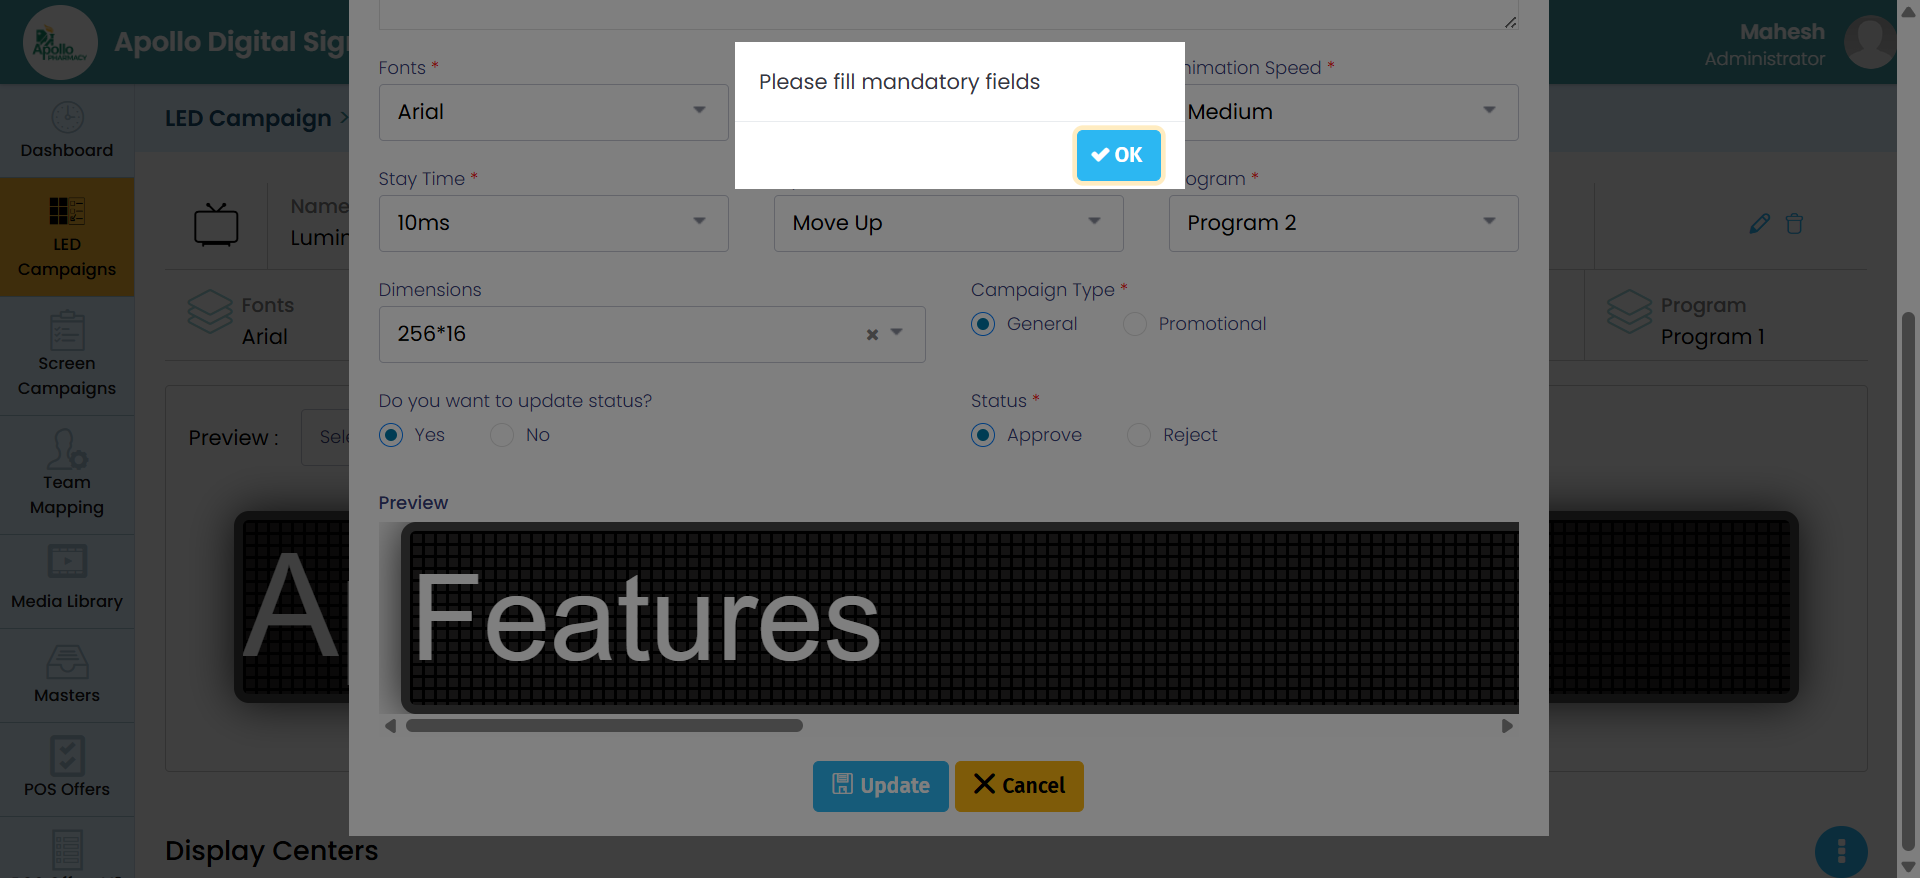 Apollo
PHARMACY
Apollo Digital Sig
Mahesh
Administrator
Please fill mandatory fields
OK
Fonts *
Arial
nimation Speed *
Medium
Dashboard
LED Campaign >
Stay Time *
10ms
Move Up
ogram *
Program 2
LED
Campaigns
Name
Lumin
Dimensions
256*16
Campaign Type *
General
Promotional
Fonts
Arial
Program
Program 1
Screen
Campaigns
Do you want to update status?
Yes
No
Status *
Approve
Reject
Preview :
Sele
Team
Mapping
Preview
Features
A
Media Library
Masters
POS Offers
Update
Cancel
Display Centers